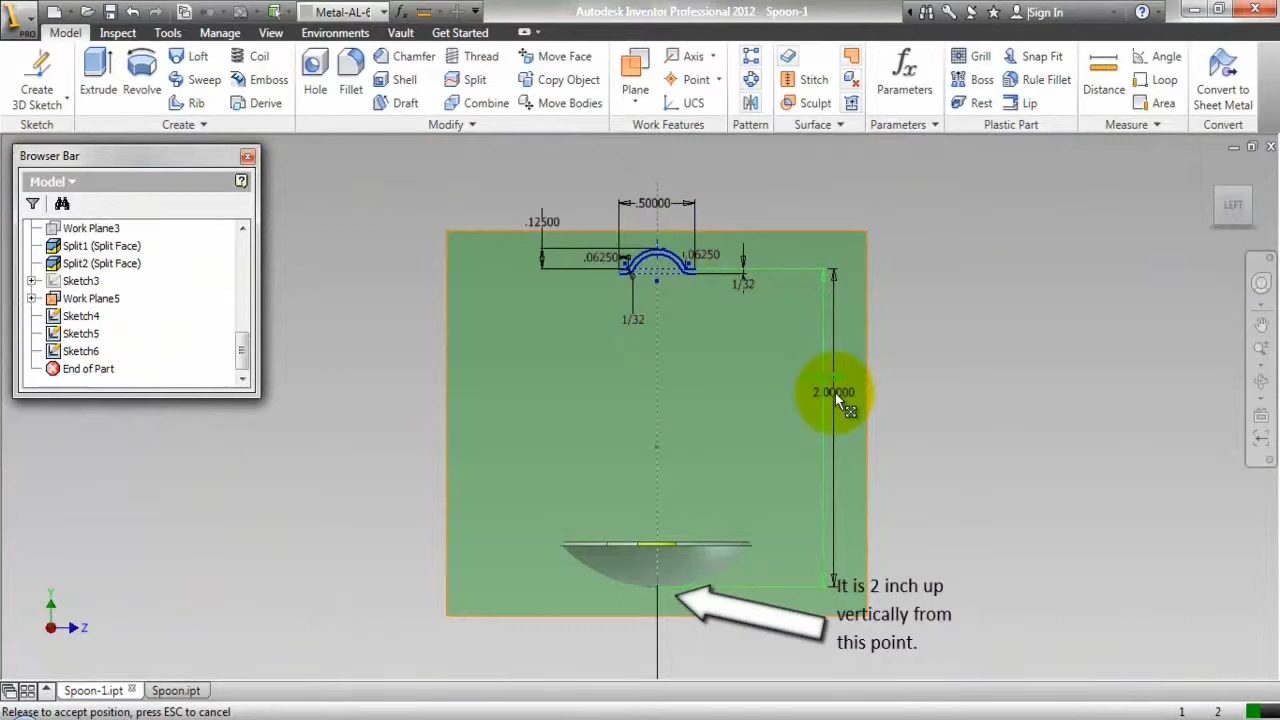 PRO
Metal-AL-6
Autodesk Inventor Professional 2012 Spoon-1
Sign In
Model Inspect Tools Manage View Environments Vault Get Started
Create
3D Sketch
Extrude
Revolve
Loft
Sweep
Rib
Coil
Emboss
Derive
Hole
Fillet
Chamfer
Shell
Draft
Thread
Split
Combine
Move Face
Copy Object
Move Bodies
Plane
Axis
Point
UCS
Stitch
Sculpt
Parameters
Grill
Boss
Rest
Snap Fit
Rule Fillet
Lip
Distance
Angle
Loop
Area
Convert to
Sheet Metal
Sketch Create Modify Work Features Pattern Surface Parameters Plastic Part Measure Convert
Browser Bar
Model
Work Plane3
Split1 (Split Face)
Split2 (Split Face)
Sketch3
Work Plane5
Sketch4
Sketch5
Sketch6
End of Part
LEFT
.50000
.12500
.06250
.06250
1/32
1/32
2.00000
It is 2 inch up
vertically from
this point.
Y
Z
Spoon-1.ipt Spoon.ipt
Release to accept position, press ESC to cancel
1 2